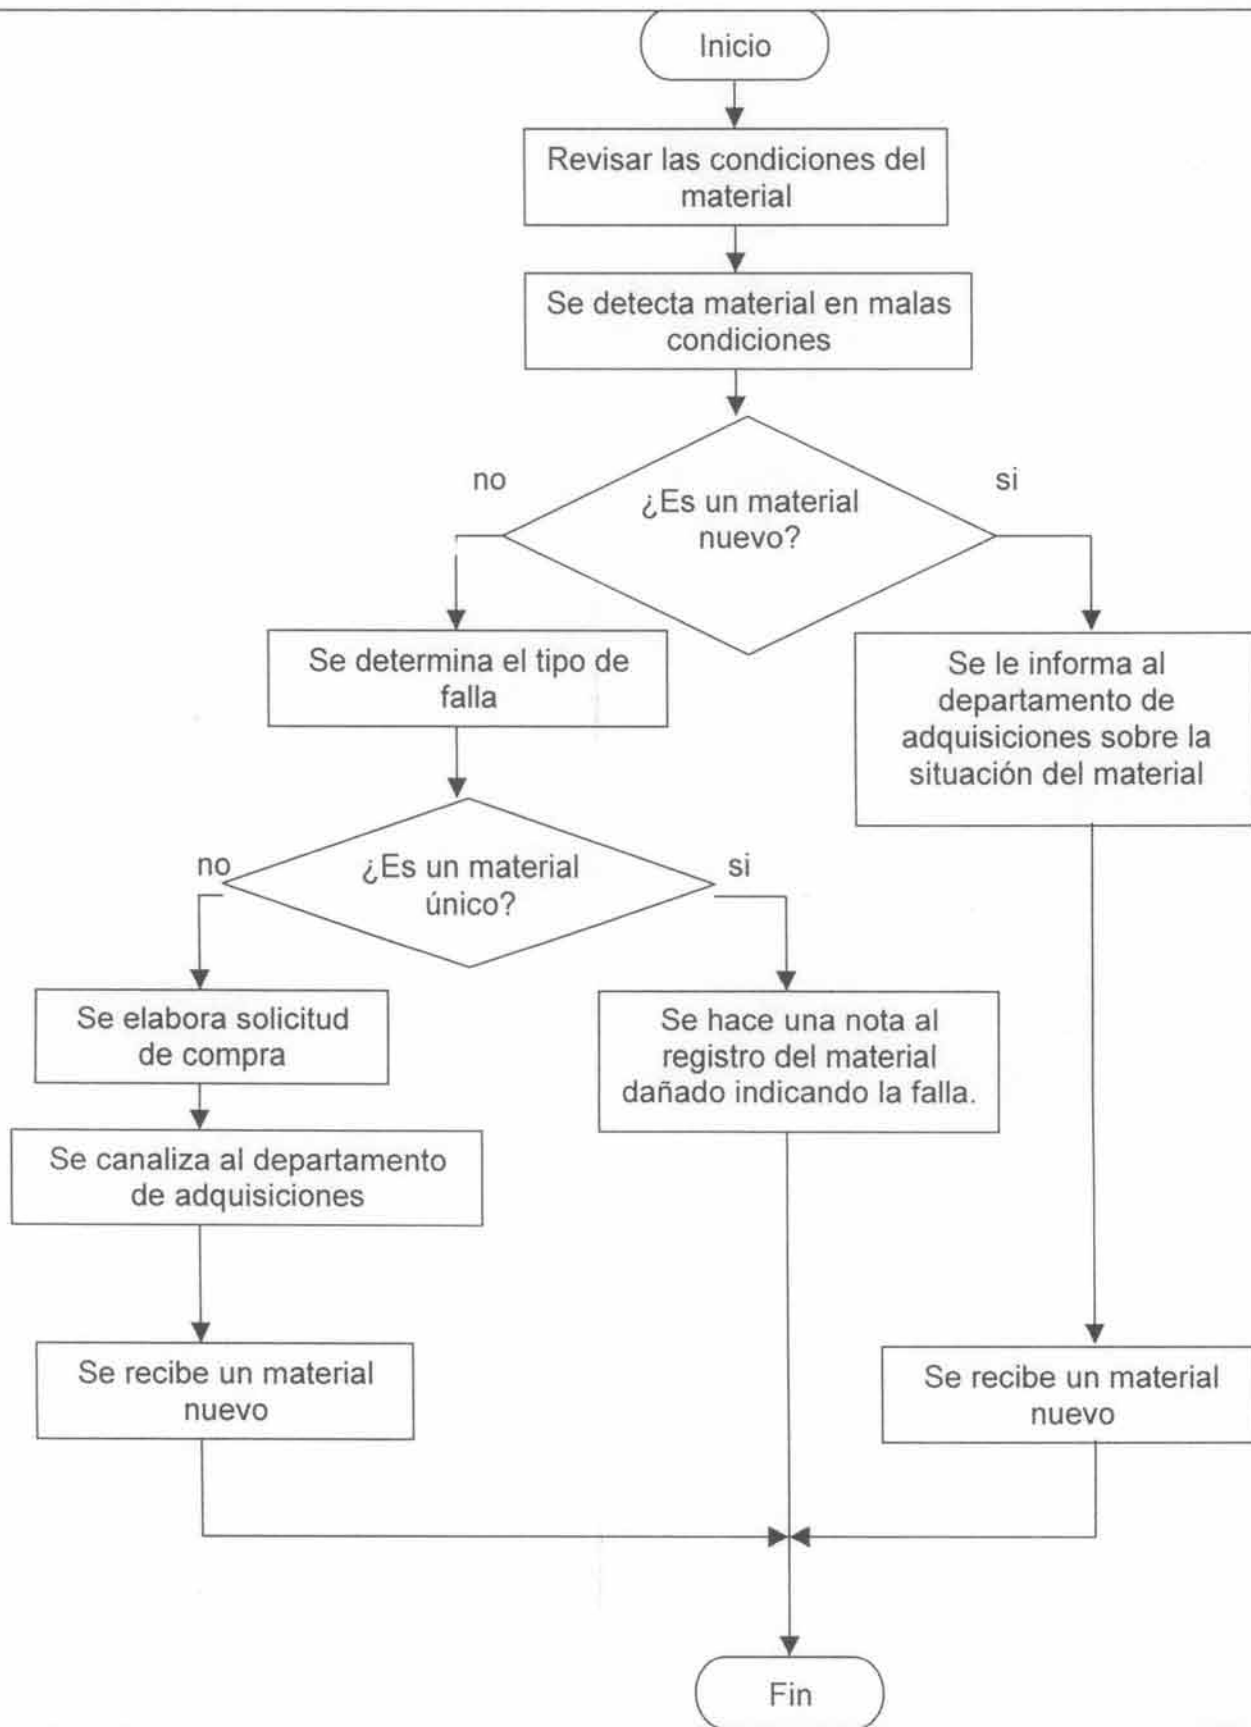 Inicio
Revisar las condiciones del
material
Se detecta material en malas
condiciones
no
si
¿Es un material
nuevo?
Se determina el tipo de
falla
Se le informa al
departamento de
adquisiciones sobre la
situación del material
no
¿Es un material
único?
si
Se elabora solicitud
de compra
Se hace una nota al
registro del material
dañado indicando la falla.
Se canaliza al departamento
de adquisiciones
Se recibe un material
nuevo
Se recibe un material
nuevo
Fin